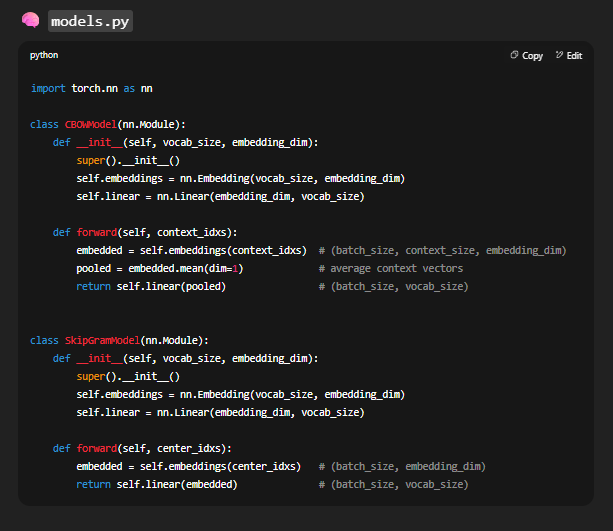 models.py
python
Copy
Edit
import torch.nn as nn
class CBOWModel(nn.Module):
    def __init__(self, vocab_size, embedding_dim):
        super().__init__()
        self.embeddings = nn.Embedding(vocab_size, embedding_dim)
        self.linear = nn.Linear(embedding_dim, vocab_size)
    def forward(self, context_idxs):
        embedded = self.embeddings(context_idxs)  # (batch_size, context_size, embedding_dim)
        pooled = embedded.mean(dim=1)             # average context vectors
        return self.linear(pooled)                # (batch_size, vocab_size)
class SkipGramModel(nn.Module):
    def __init__(self, vocab_size, embedding_dim):
        super().__init__()
        self.embeddings = nn.Embedding(vocab_size, embedding_dim)
        self.linear = nn.Linear(embedding_dim, vocab_size)
    def forward(self, center_idxs):
        embedded = self.embeddings(center_idxs)   # (batch_size, embedding_dim)
        return self.linear(embedded)              # (batch_size, vocab_size)